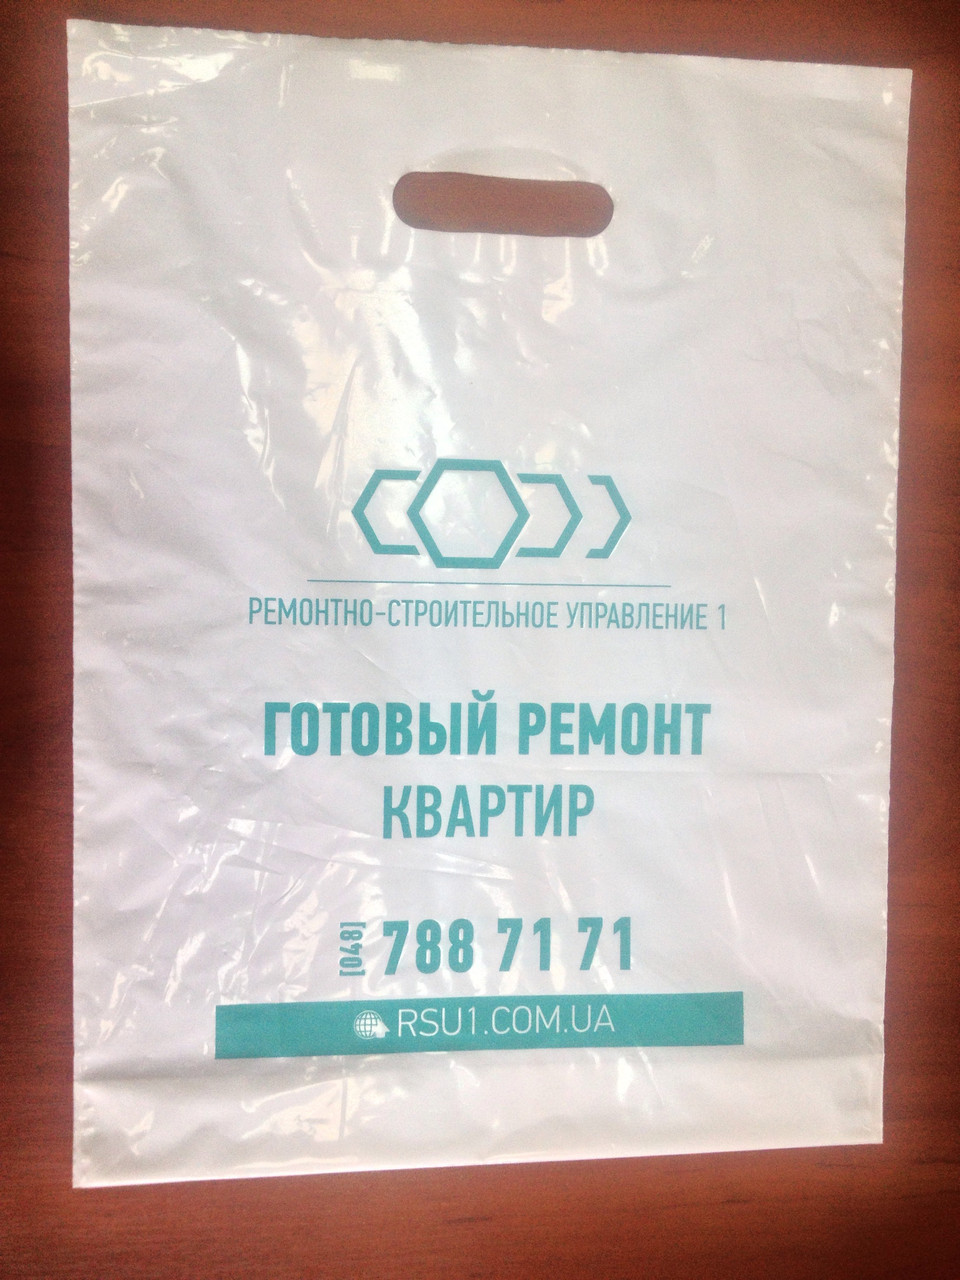 РЕМОНТНО-СТРОИТЕЛЬНОЕ УПРАВЛЕНИЕ 1
ГОТОВЫЙ РЕМОНТ
КВАРТИР
[048] 788 71 71
RSU1.COM.UA